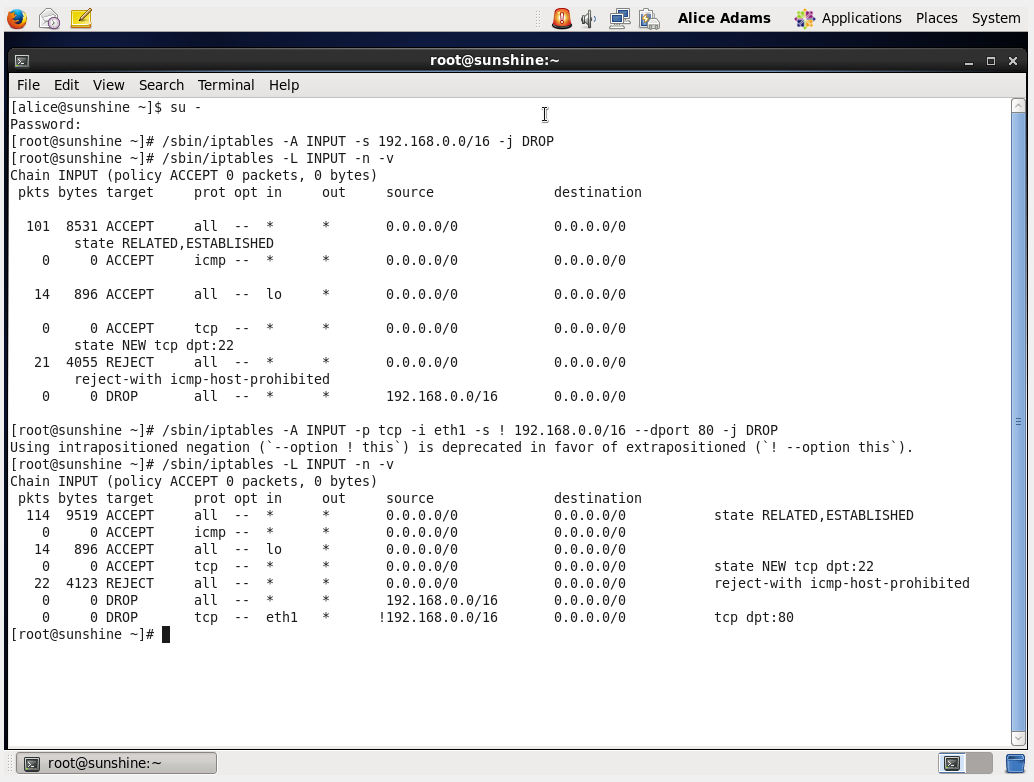 Alice Adams Applications Places System
root@sunshine:~
File Edit View Search Terminal Help
[alice@sunshine ~]$ su -
Password:
[root@sunshine ~]# /sbin/iptables -A INPUT -s 192.168.0.0/16 -j DROP
[root@sunshine ~]# /sbin/iptables -L INPUT -n -v
Chain INPUT (policy ACCEPT 0 packets, 0 bytes)
 pkts bytes target     prot opt in     out     source               destination
  101  8531 ACCEPT     all  --  *      *       0.0.0.0/0            0.0.0.0/0
        state RELATED,ESTABLISHED
    0     0 ACCEPT     icmp --  *      *       0.0.0.0/0            0.0.0.0/0
   14   896 ACCEPT     all  --  lo     *       0.0.0.0/0            0.0.0.0/0
    0     0 ACCEPT     tcp  --  *      *       0.0.0.0/0            0.0.0.0/0
        state NEW tcp dpt:22
   21  4055 REJECT     all  --  *      *       0.0.0.0/0            0.0.0.0/0
        reject-with icmp-host-prohibited
    0     0 DROP       all  --  *      *       192.168.0.0/16       0.0.0.0/0
[root@sunshine ~]# /sbin/iptables -A INPUT -p tcp -i eth1 -s ! 192.168.0.0/16 --dport 80 -j DROP
Using intrapositioned negation (`--option ! this`) is deprecated in favor of extrapositioned (`! --option this`).
[root@sunshine ~]# /sbin/iptables -L INPUT -n -v
Chain INPUT (policy ACCEPT 0 packets, 0 bytes)
 pkts bytes target     prot opt in     out     source               destination
  114  9519 ACCEPT     all  --  *      *       0.0.0.0/0            0.0.0.0/0           state RELATED,ESTABLISHED
    0     0 ACCEPT     icmp --  *      *       0.0.0.0/0            0.0.0.0/0
   14   896 ACCEPT     all  --  lo     *       0.0.0.0/0            0.0.0.0/0
    0     0 ACCEPT     tcp  --  *      *       0.0.0.0/0            0.0.0.0/0           state NEW tcp dpt:22
   22  4123 REJECT     all  --  *      *       0.0.0.0/0            0.0.0.0/0           reject-with icmp-host-prohibited
    0     0 DROP       all  --  *      *       192.168.0.0/16       0.0.0.0/0
    0     0 DROP       tcp  --  eth1   *      !192.168.0.0/16       0.0.0.0/0           tcp dpt:80
[root@sunshine ~]#
root@sunshine:~